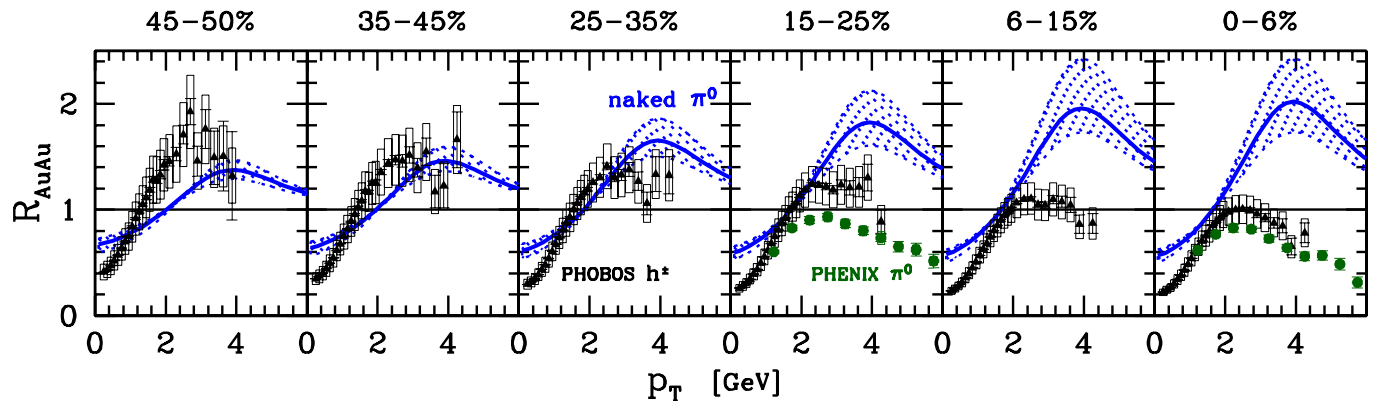 45-50% 35-45% 25-35% 15-25% 6-15% 0-6%
2
naked π⁰
R_AuAu
1
PHOBOS h±
PHENIX π⁰
0
0 2 4 0 2 4 0 2 4 0 2 4 0 2 4 0 2 4
p_T [GeV]